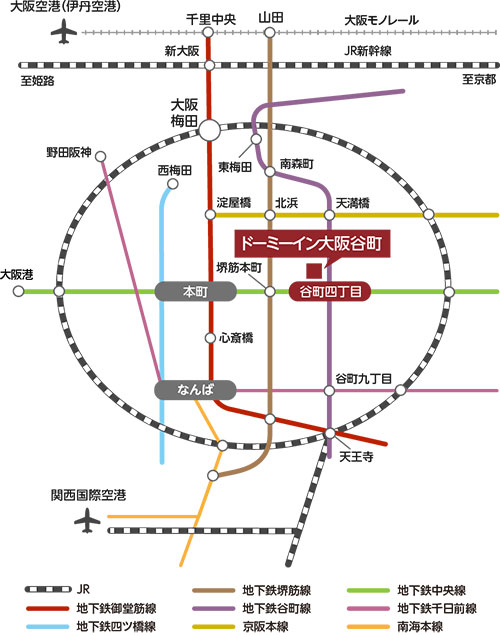 大阪空港(伊丹空港)
千里中央
山田
大阪モノレール
新大阪
JR新幹線
至姫路
至京都
大阪
梅田
野田阪神
西梅田
東梅田
南森町
淀屋橋
北浜
天満橋
ドーミーイン大阪谷町
堺筋本町
大阪港
本町
谷町四丁目
心斎橋
なんば
谷町九丁目
天王寺
関西国際空港
JR
地下鉄堺筋線
地下鉄中央線
地下鉄御堂筋線
地下鉄谷町線
地下鉄千日前線
地下鉄四ツ橋線
京阪本線
南海本線